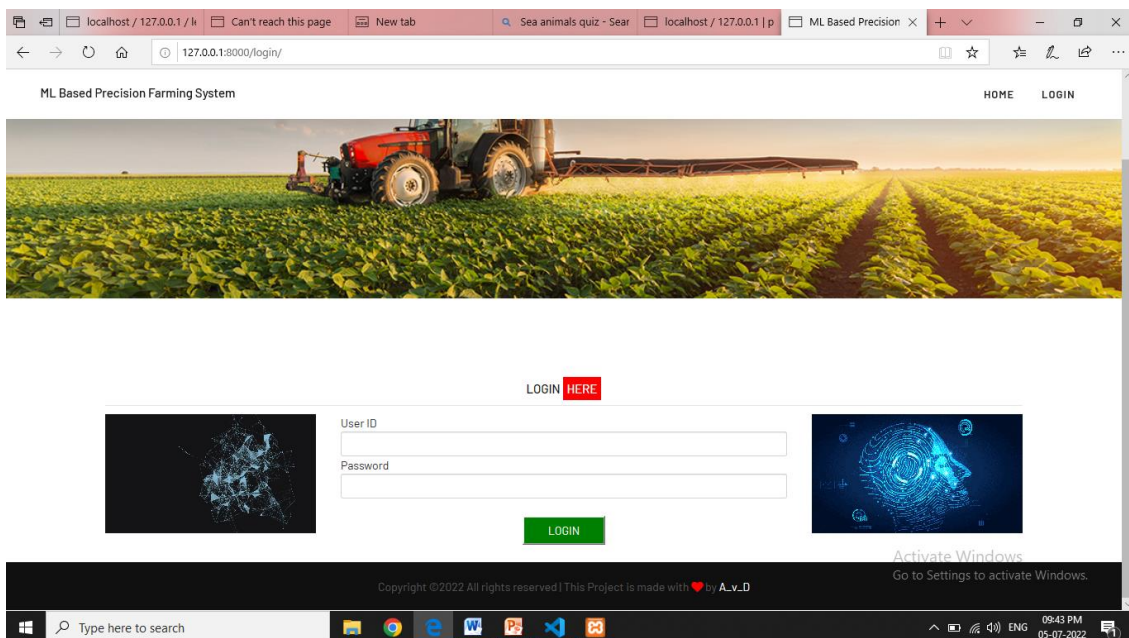 localhost / 127.0.0.1 / lo
Can't reach this page
New tab
Sea animals quiz - Sear
localhost / 127.0.0.1 | p
ML Based Precision
127.0.0.1:8000/login/
ML Based Precision Farming System
HOME LOGIN
LOGIN HERE
User ID
Password
LOGIN
Activate Windows
Go to Settings to activate Windows.
Copyright ©2022 All rights reserved | This Project is made with ❤ by A_v_D
Type here to search
ENG
09:43 PM
05-07-2022